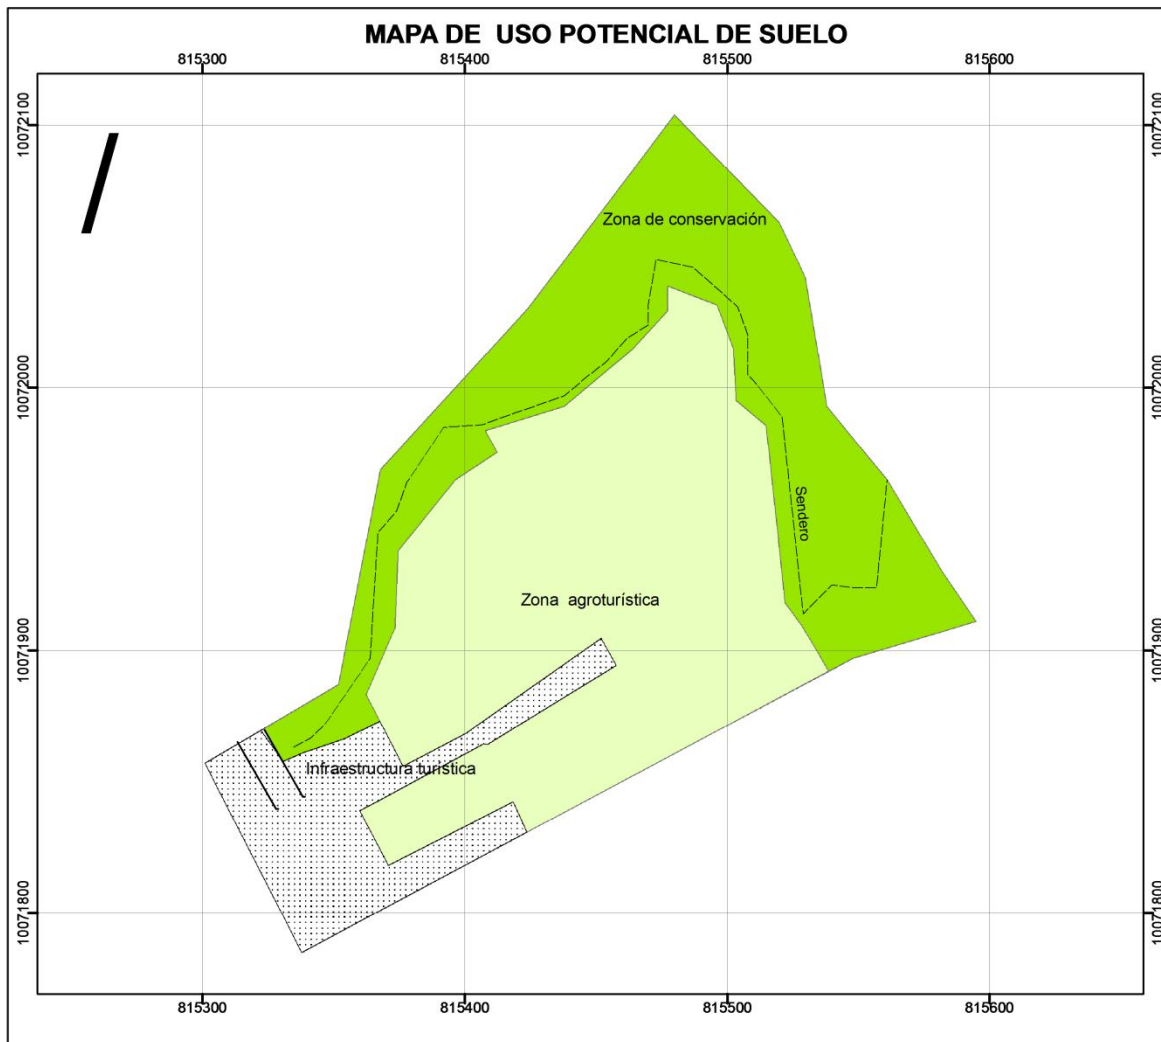 MAPA DE USO POTENCIAL DE SUELO
815300 815400 815500 815600
10072100 10072100
Zona de conservación
10072000 10072000
Sendero
Zona agroturística
10071900 10071900
Infraestructura turística
10071800 10071800
815300 815400 815500 815600